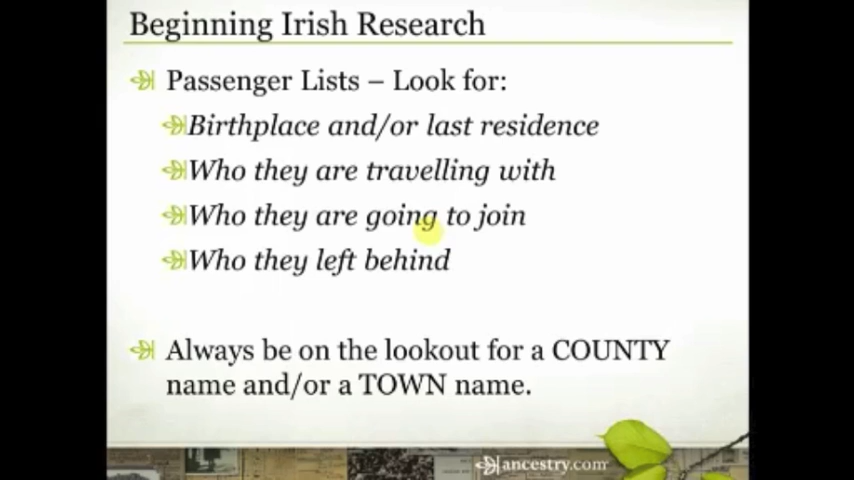 Beginning Irish Research
Passenger Lists – Look for:
Birthplace and/or last residence
Who they are travelling with
Who they are going to join
Who they left behind
Always be on the lookout for a COUNTY
name and/or a TOWN name.
ancestry.com